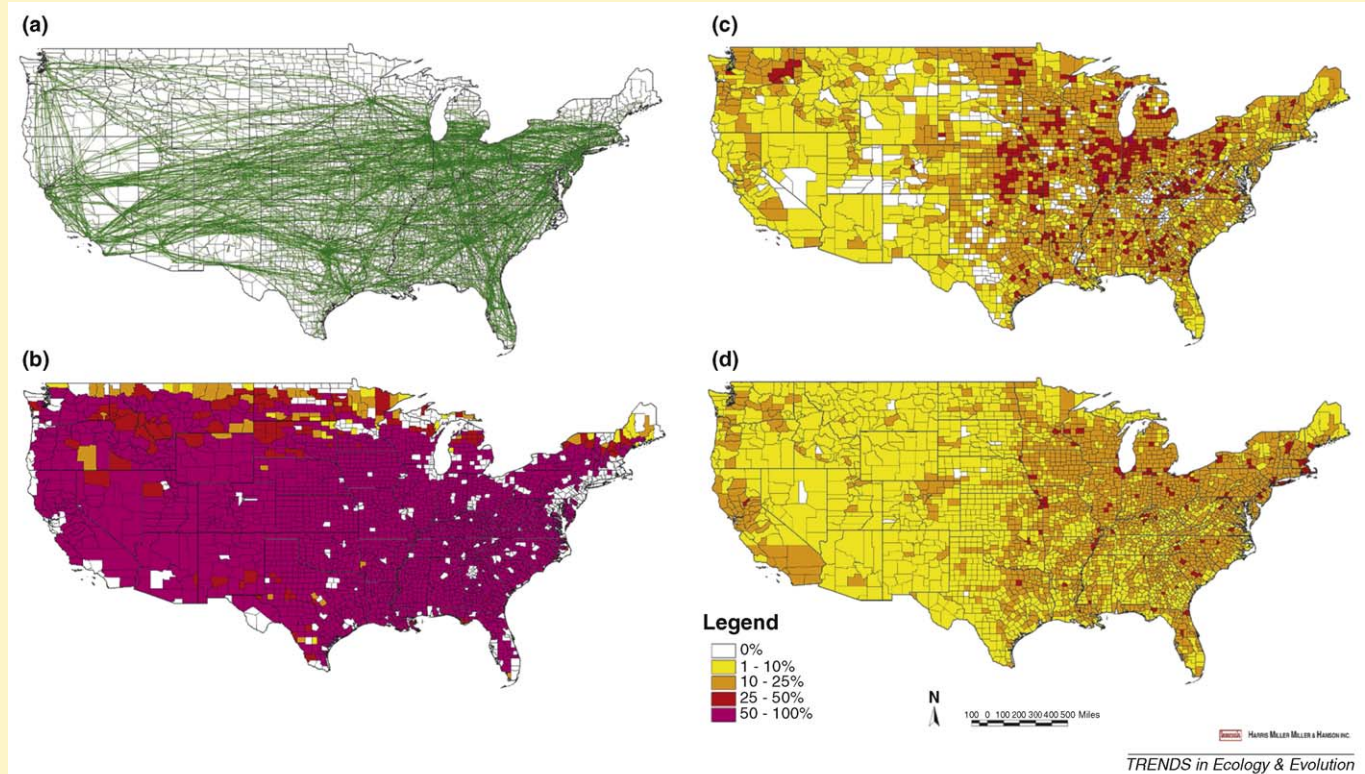 (a)
(c)
(b)
(d)
Legend
0%
1 - 10%
10 - 25%
25 - 50%
50 - 100%
N
100 0 100 200 300 400 500 Miles
HARRIS MILLER MILLER & HANSON INC.
TRENDS in Ecology & Evolution